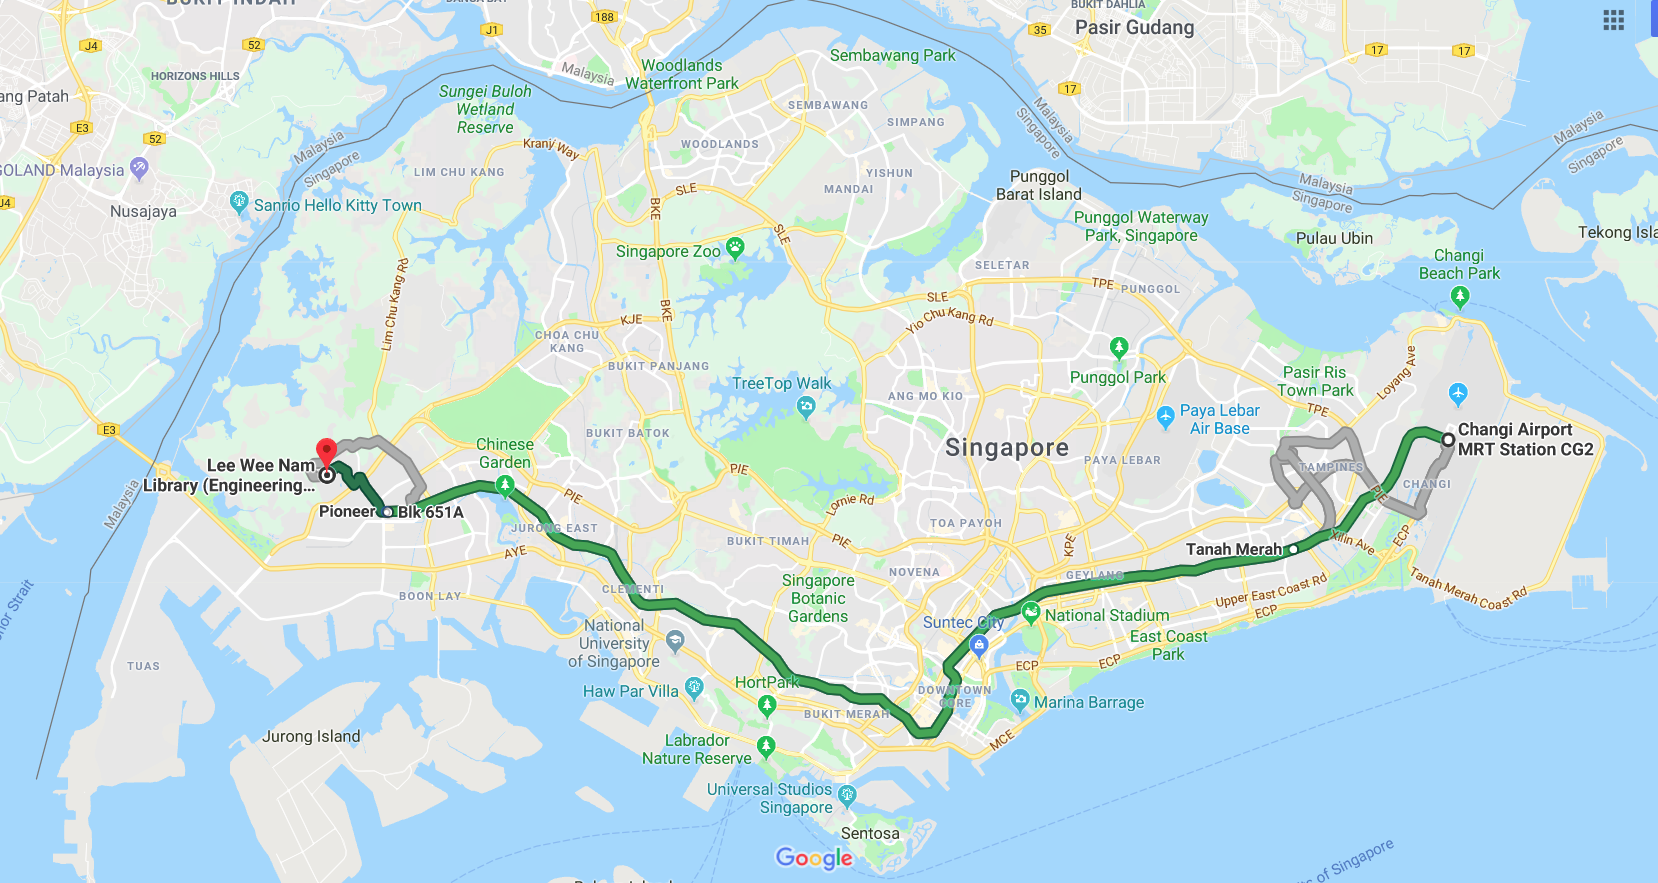 BUKIT INDAH
DANGA BAY
BUKIT DAHLIA
Pasir Gudang
188
J1
35
J4
52
17
17
HORIZONS HILLS
Malaysia
Woodlands
Waterfront Park
Sembawang Park
17
ang Patah
Sungei Buloh
Wetland
Reserve
SEMBAWANG
SIMPANG
Malaysia
Singapore
Malaysia
Singapore
E3
52
Malaysia
Singapore
Kranji Way
WOODLANDS
GOLAND Malaysia
LIM CHU KANG
YISHUN
MANDAI
SLE
Punggol
Barat Island
Malaysia
Singapore
J4
Nusajaya
Sanrio Hello Kitty Town
BKE
SLE
Punggol Waterway
Park, Singapore
Pulau Ubin
Tekong Isla
Singapore Zoo
SELETAR
Changi
Beach Park
Lim Chu Kang Rd
BKE
SLE
TPE
PUNGGOL
KJE
Yio Chu Kang Rd
CHOA CHU
KANG
BUKIT PANJANG
Punggol Park
Pasir Ris
Town Park
Loyang Ave
TreeTop Walk
ANG MO KIO
TPE
Paya Lebar
Air Base
E3
BUKIT BATOK
Chinese
Garden
Singapore
PAYA LEBAR
Changi Airport
MRT Station CG2
Lee Wee Nam
Library (Engineering...
PIE
TAMPINES
CHANGI
Malaysia
PIE
Lornie Rd
PIE
Pioneer
Blk 651A
JURONG EAST
TOA PAYOH
BUKIT TIMAH
PIE
KPE
ECP
Xilin Ave
AYE
Tanah Merah
NOVENA
GEYLANG
Singapore
Botanic
Gardens
CLEMENTI
BOON LAY
Upper East Coast Rd
ECP
Tanah Merah Coast Rd
National Stadium
Suntec City
National
University
of Singapore
East Coast
Park
ECP
ECP
TUAS
HortPark
Haw Par Villa
DOWNTOWN
CORE
Marina Barrage
BUKIT MERAH
Jurong Island
Labrador
Nature Reserve
MCE
Universal Studios
Singapore
Sentosa
Google
of Singapore